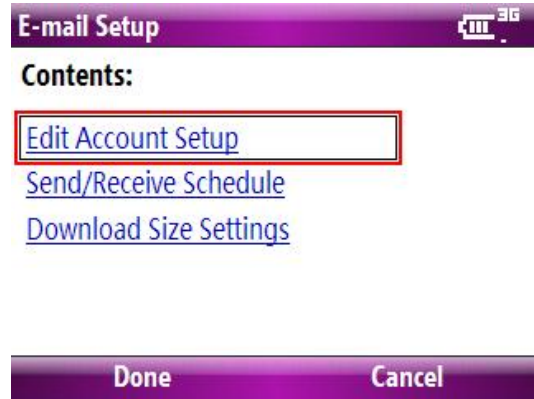 E-mail Setup 3G
Contents:
Edit Account Setup
Send/Receive Schedule
Download Size Settings
Done Cancel